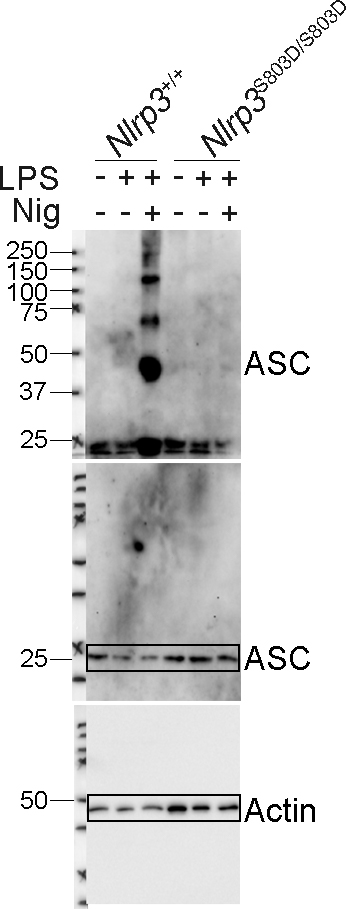 Nlrp3+/+ Nlrp3S803D/S803D
LPS - + + - + +
Nig - - + - - +
250
150
100
75
50
ASC
37
25
25 ASC
50 Actin